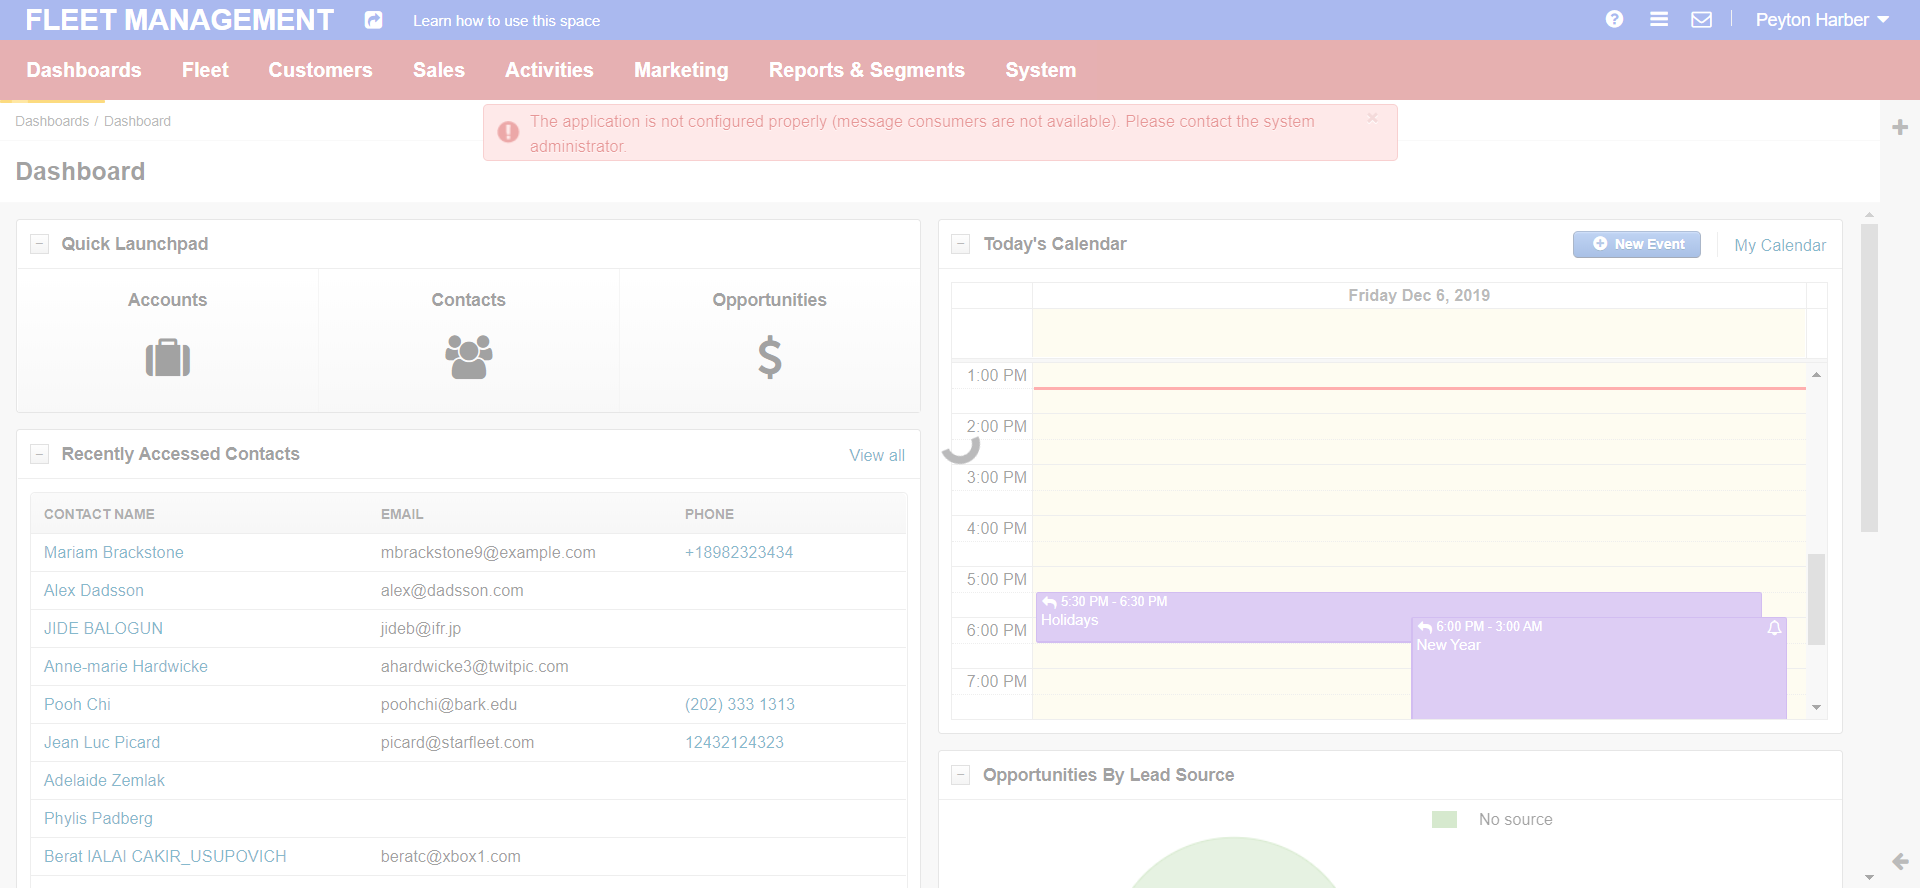 FLEET MANAGEMENT Learn how to use this space Peyton Harber
Dashboards Fleet Customers Sales Activities Marketing Reports & Segments System
Dashboards / Dashboard
The application is not configured properly (message consumers are not available). Please contact the system
administrator.
Dashboard
Quick Launchpad
Accounts Contacts Opportunities
Recently Accessed Contacts View all
CONTACT NAME EMAIL PHONE
Mariam Brackstone mbrackstone9@example.com +18982323434
Alex Dadsson alex@dadsson.com
JIDE BALOGUN jideb@ifr.jp
Anne-marie Hardwicke ahardwicke3@twitpic.com
Pooh Chi poohchi@bark.edu (202) 333 1313
Jean Luc Picard picard@starfleet.com 12432124323
Adelaide Zemlak
Phylis Padberg
Berat IALAI CAKIR_USUPOVICH beratc@xbox1.com
Today's Calendar New Event My Calendar
Friday Dec 6, 2019
1:00 PM
2:00 PM
3:00 PM
4:00 PM
5:00 PM
5:30 PM - 6:30 PM
Holidays
6:00 PM
6:00 PM - 3:00 AM
New Year
7:00 PM
Opportunities By Lead Source
No source